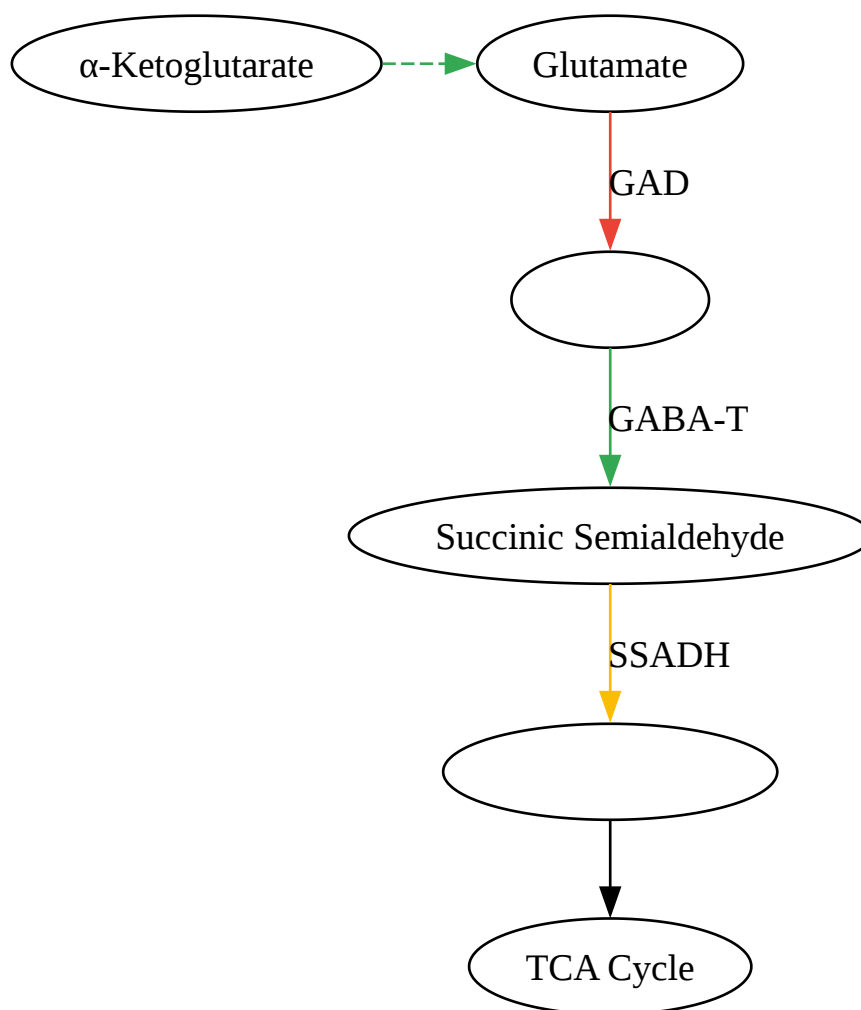 α-Ketoglutarate
Glutamate
GAD
GABA-T
Succinic Semialdehyde
SSADH
TCA Cycle